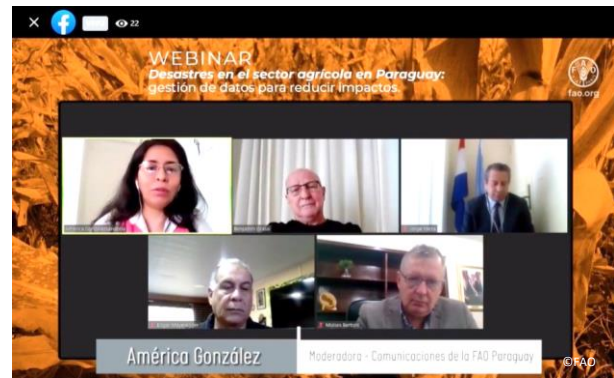 22
WEBINAR
Desastres en el sector agrícola en Paraguay:
gestión de datos para reducir impactos.
fao.org
América González
Moderadora - Comunicaciones de la FAO Paraguay
©FAO